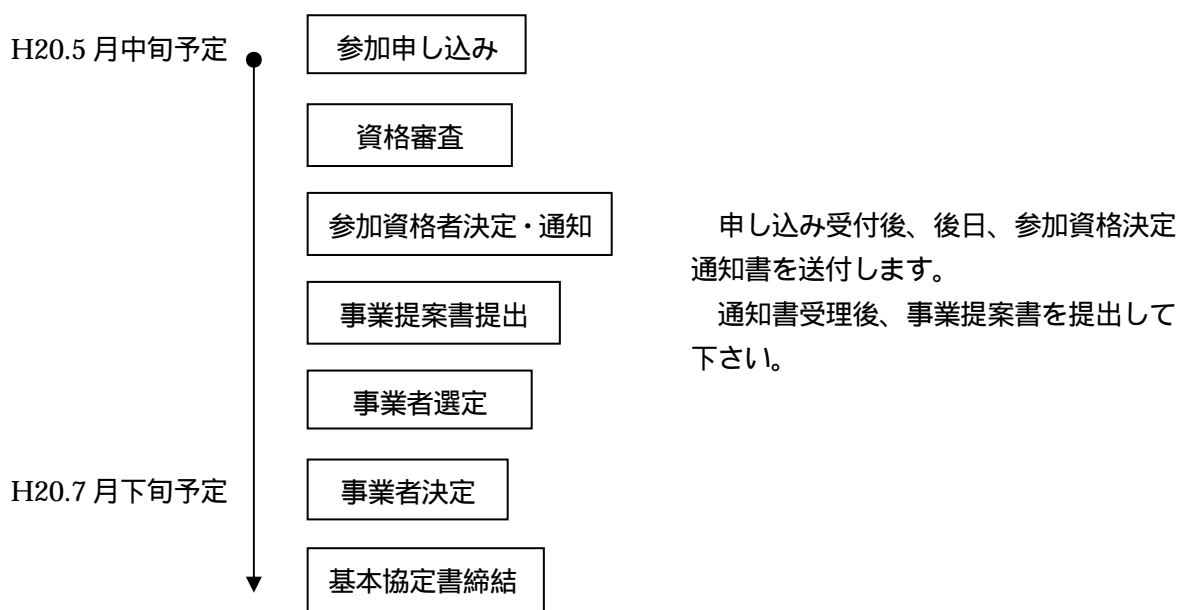 H20.5 月中旬予定
参加申し込み
資格審査
参加資格者決定・通知
申し込み受付後、後日、参加資格決定
通知書を送付します。
通知書受理後、事業提案書を提出して
下さい。
事業提案書提出
事業者選定
H20.7 月下旬予定
事業者決定
基本協定書締結